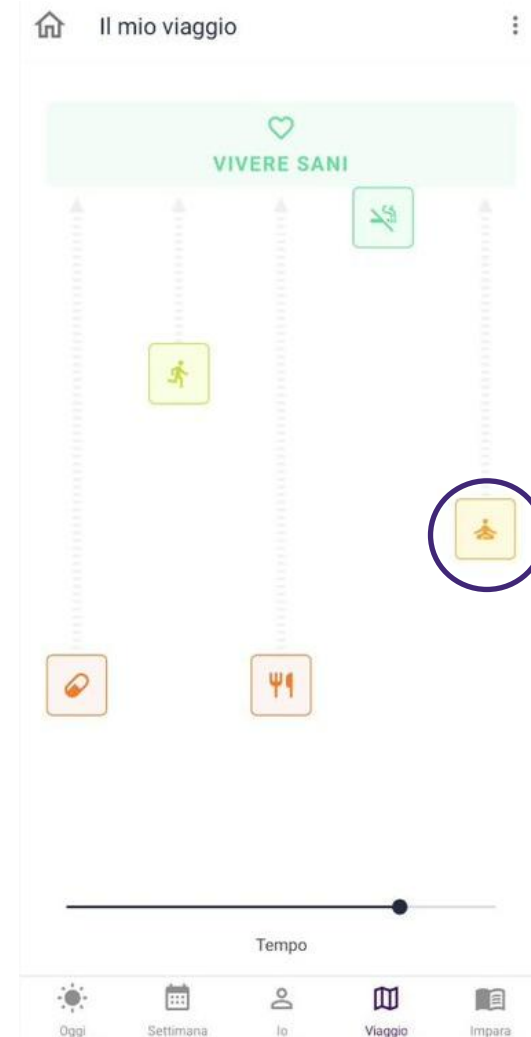 Il mio viaggio
VIVERE SANI
Tempo
Oggi
Settimana
Io
Viaggio
Impara